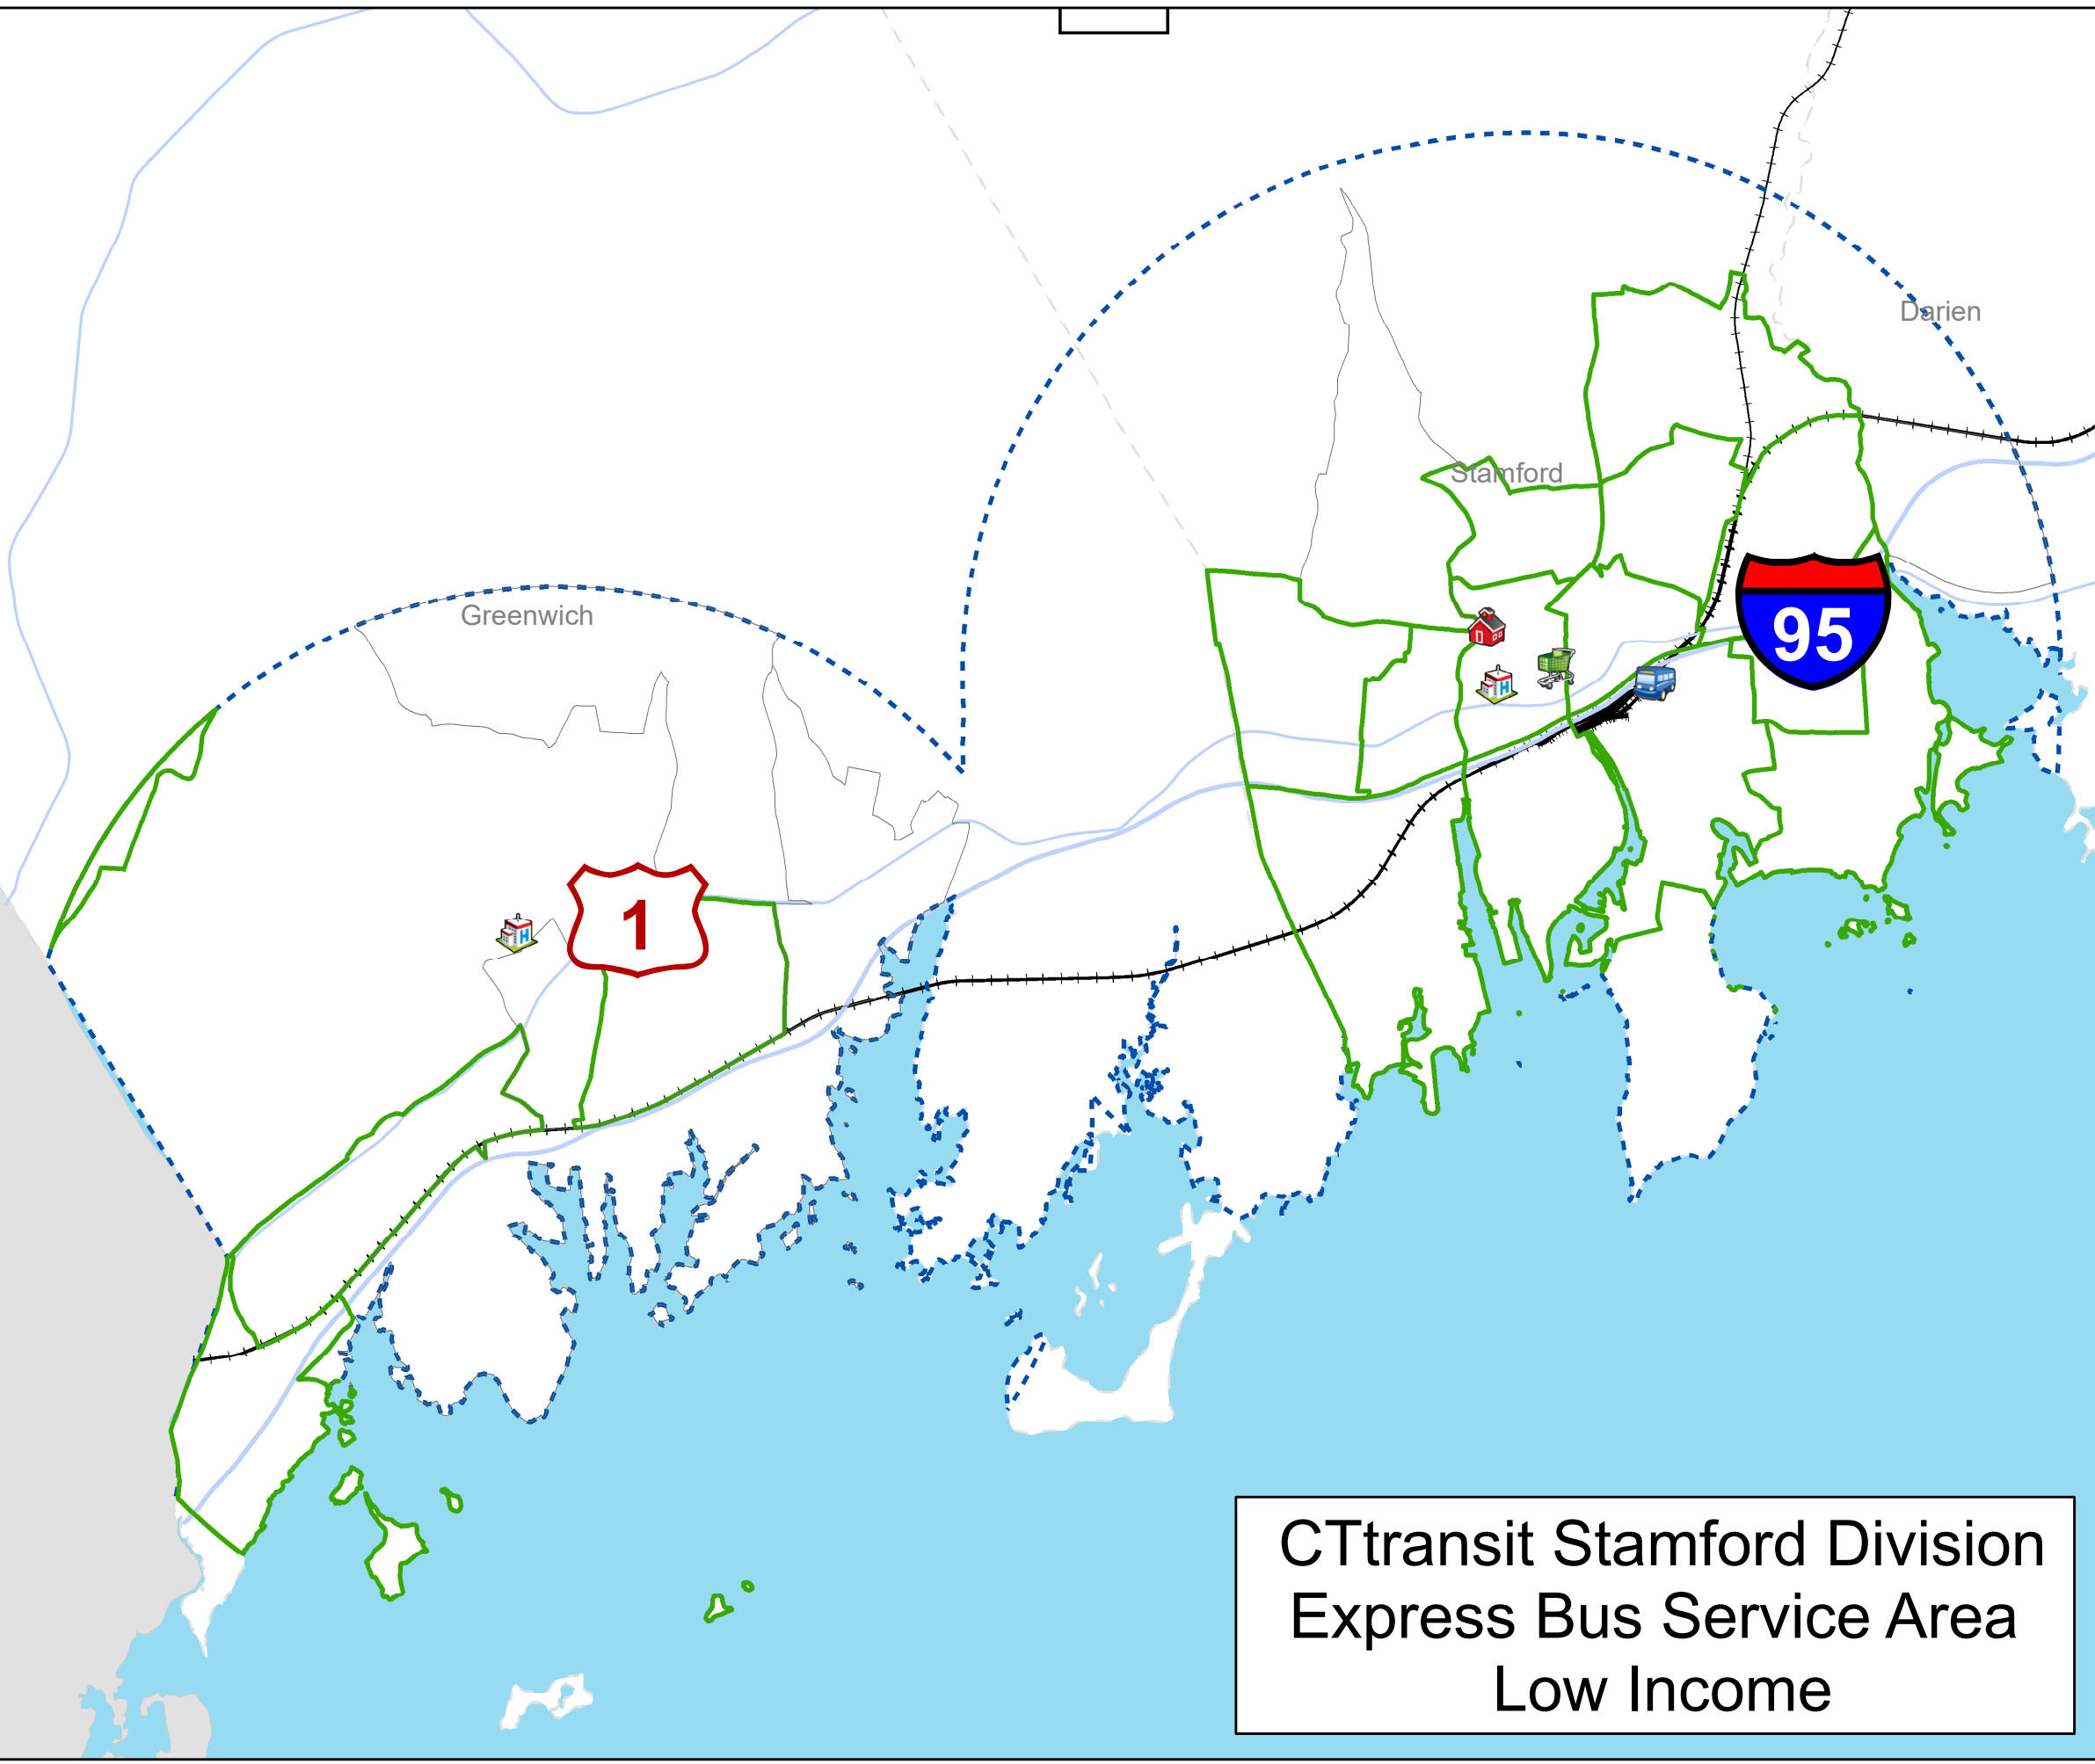 Darien
Stamford
Greenwich
95
1
H
H
CTtransit Stamford Division
Express Bus Service Area
Low Income